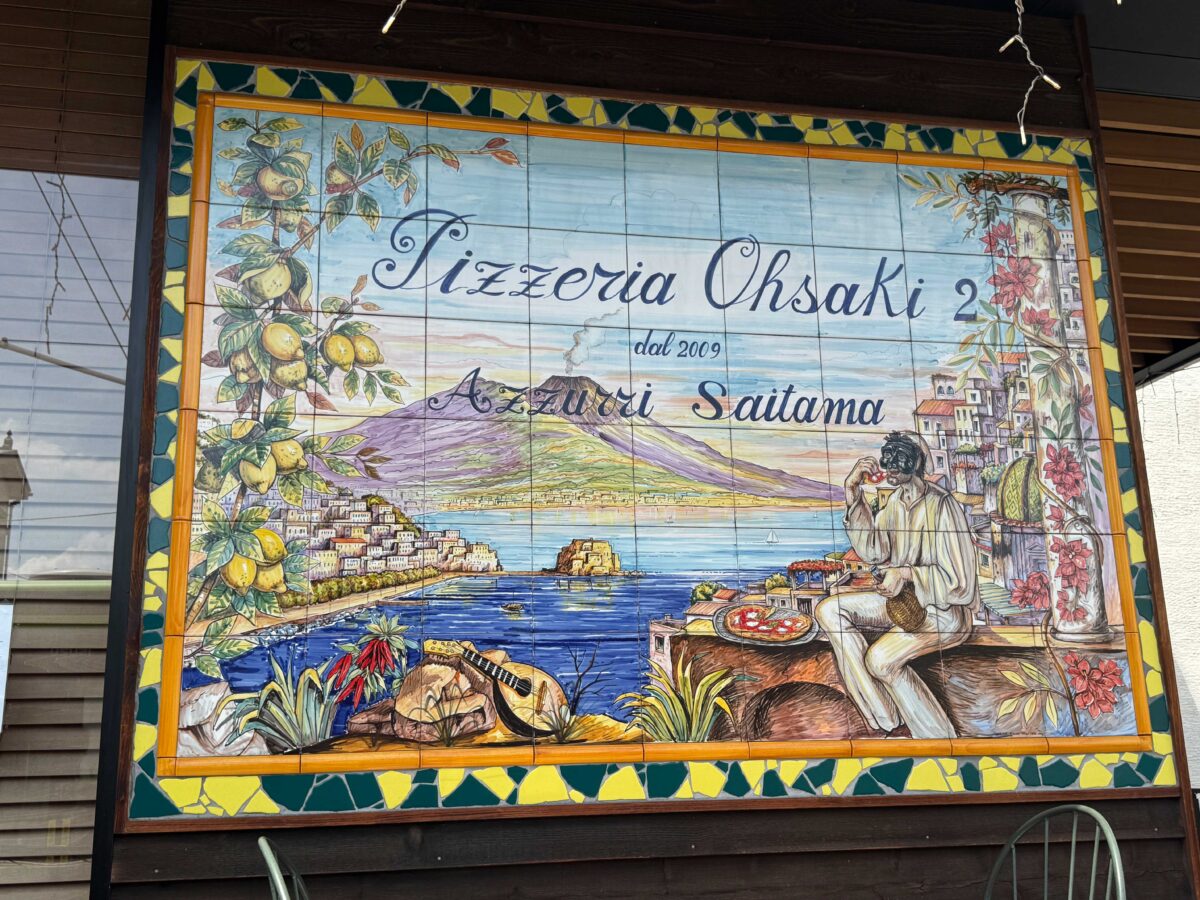 Pizzeria Ohsaki 2
dal 2009
Azzurri Saitama